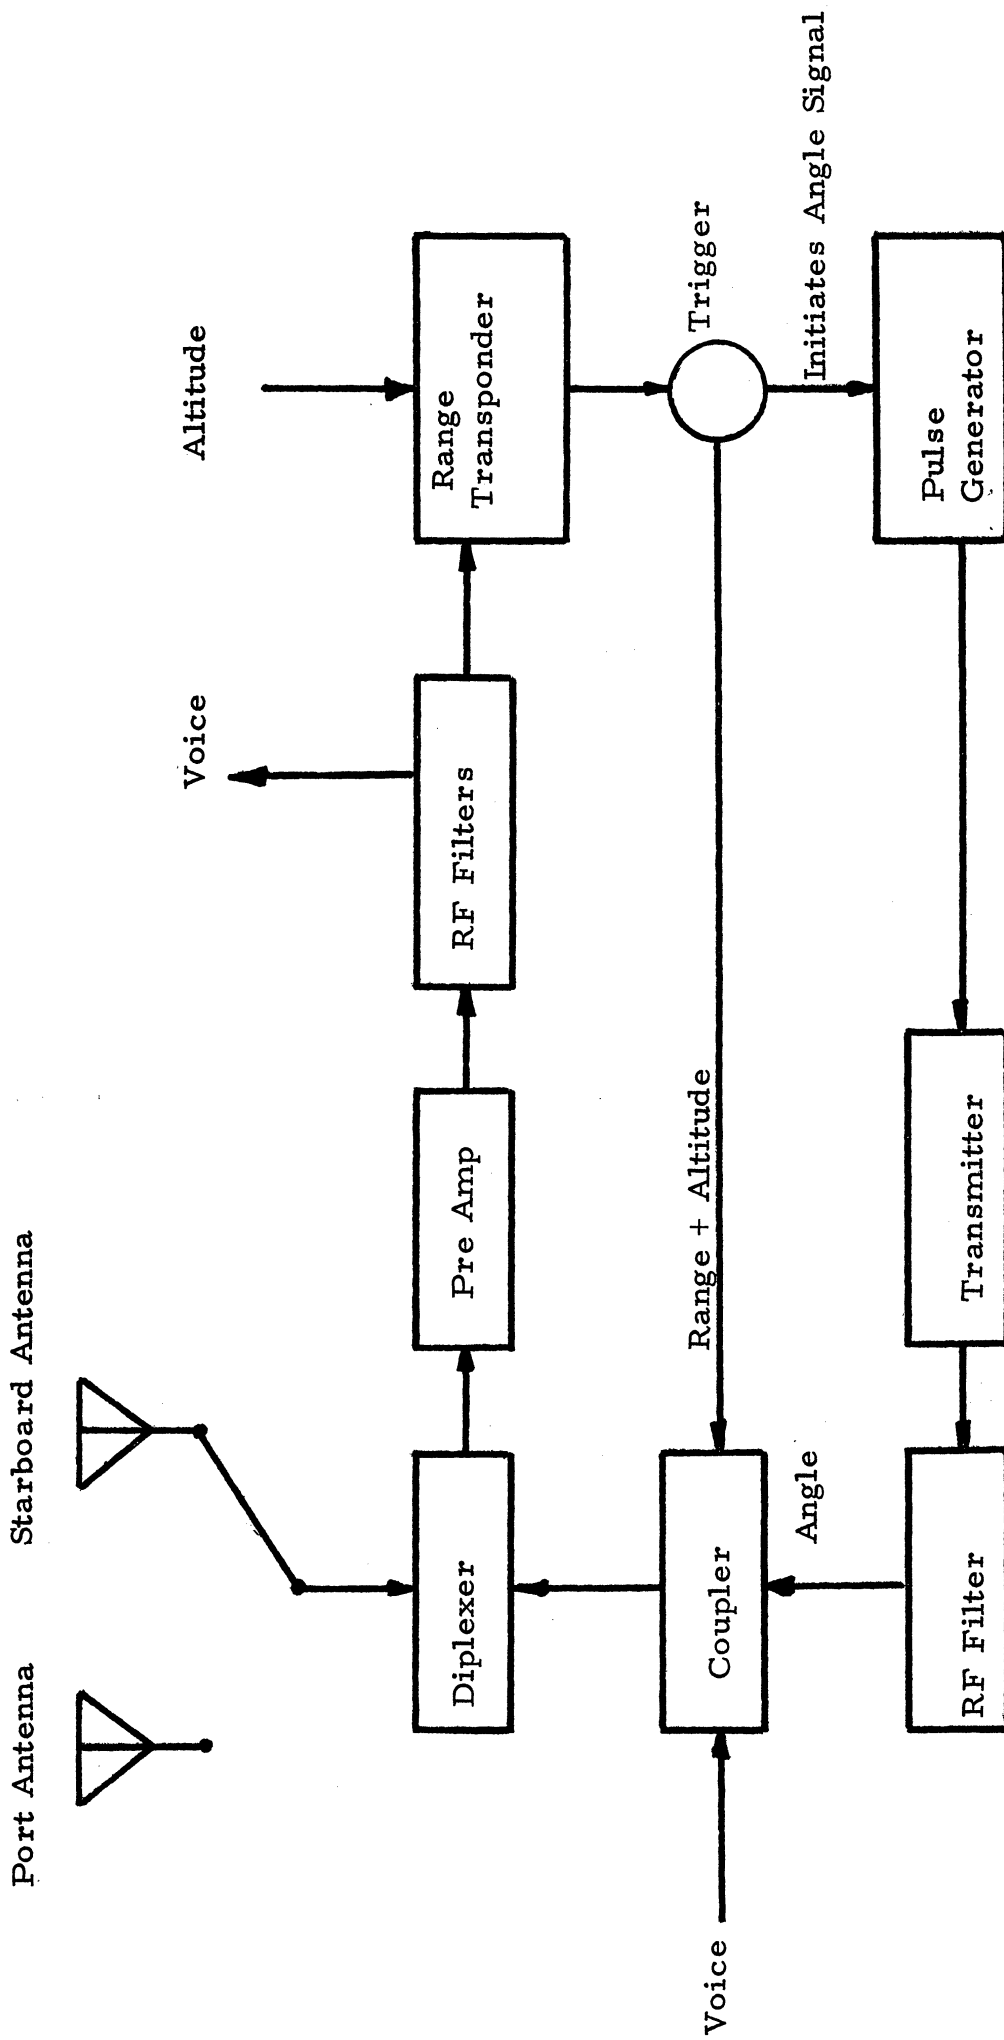 Port Antenna
Starboard Antenna
Voice
Altitude
Diplexer
Pre Amp
RF Filters
Range
Transponder
Voice
Coupler
Range + Altitude
Trigger
Angle
Initiates Angle Signal
RF Filter
Transmitter
Pulse
Generator